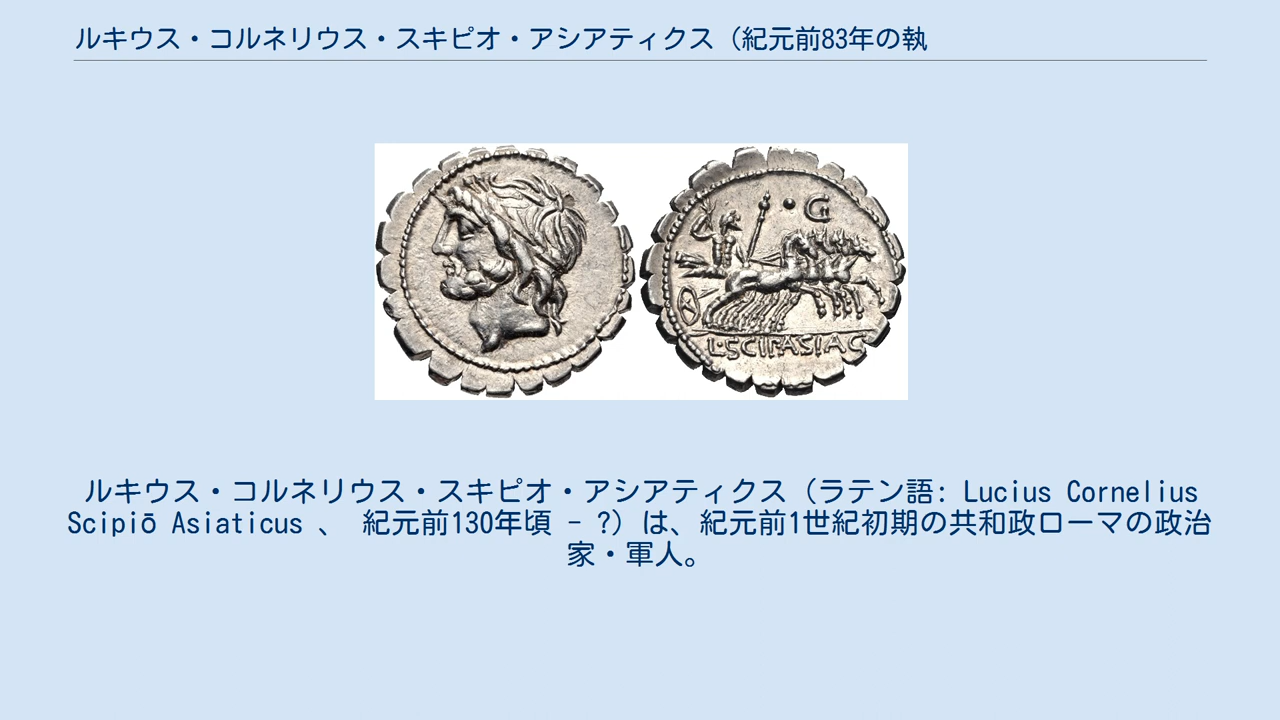 ルキウス・コルネリウス・スキピオ・アシアティクス（紀元前83年の執
•G
L·SCIP·ASIAG
ルキウス・コルネリウス・スキピオ・アシアティクス（ラテン語: Lucius Cornelius
Scipiō Asiaticus 、 紀元前130年頃 - ?）は、紀元前1世紀初期の共和政ローマの政治
家・軍人。